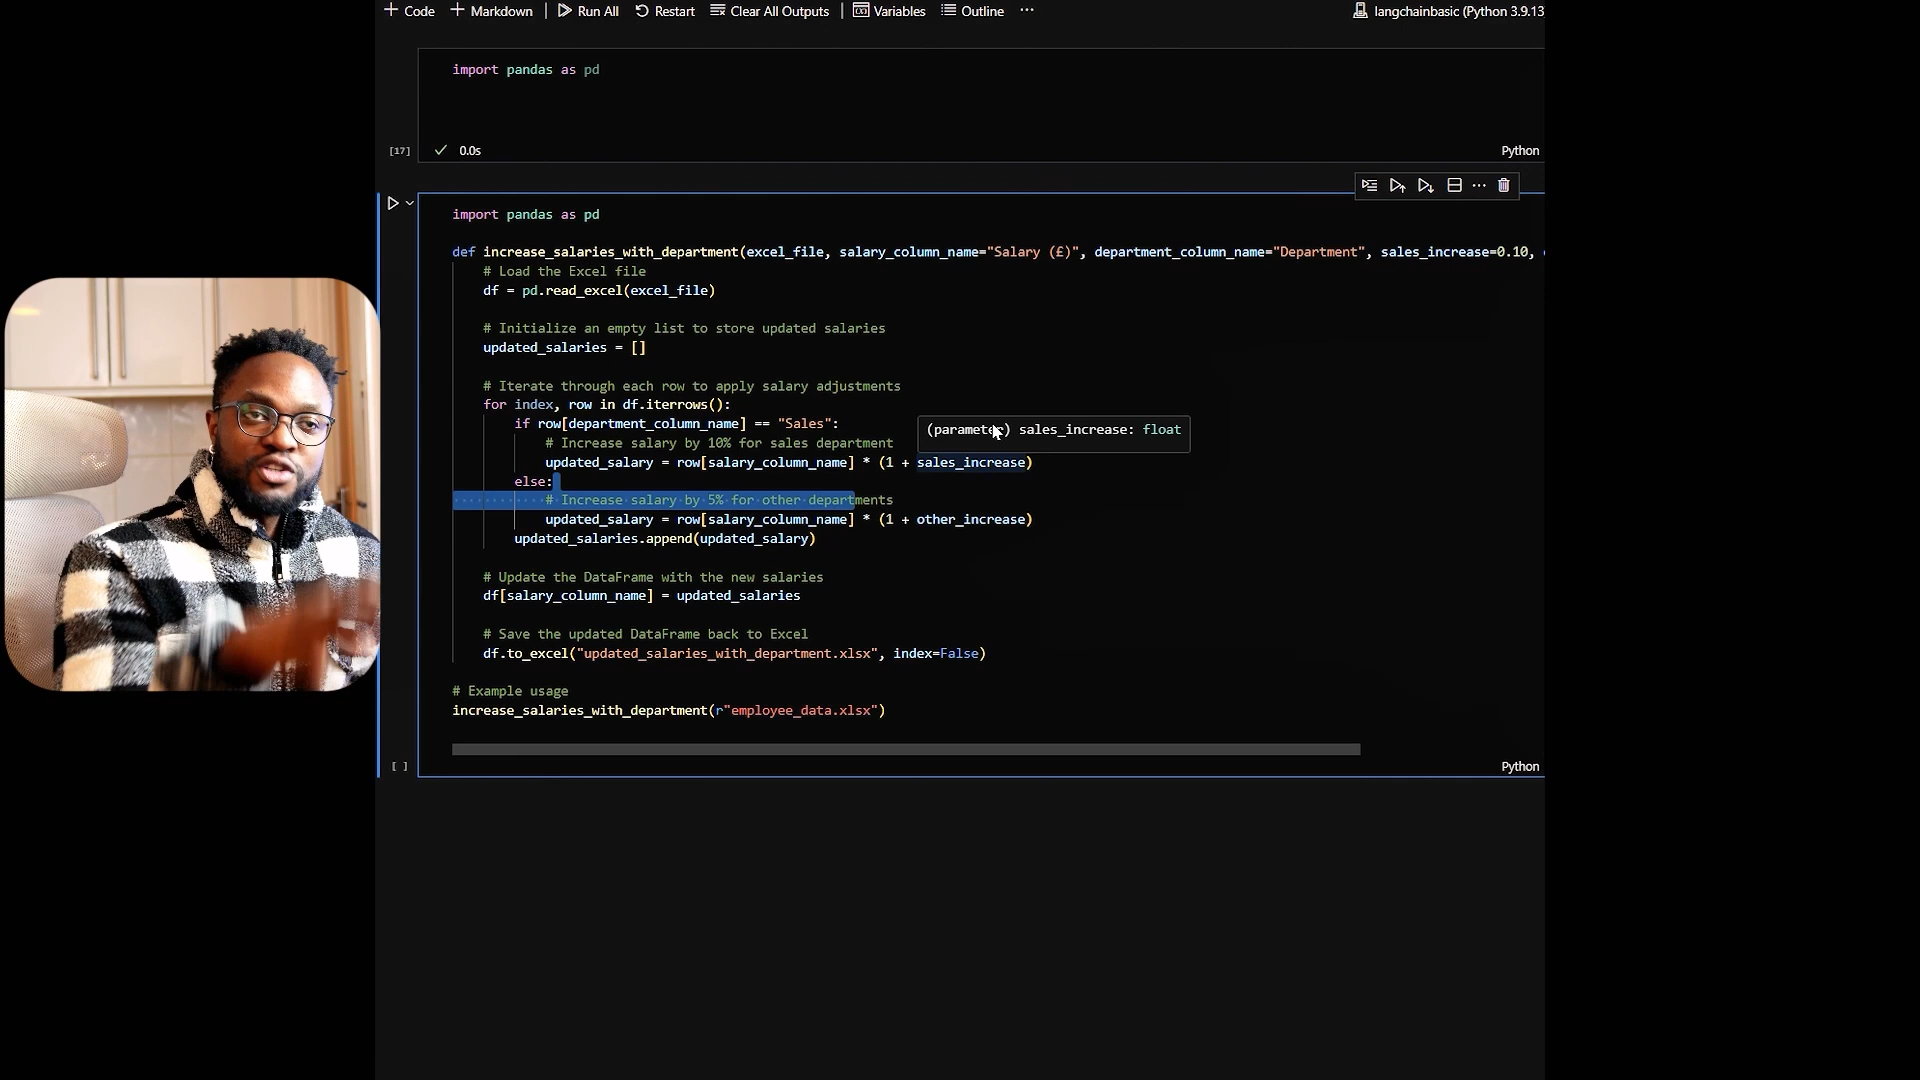 Code Markdown Run All Restart Clear All Outputs Variables Outline ... langchainbasic (Python 3.9.13
import pandas as pd
[17] 0.0s Python
import pandas as pd
def increase_salaries_with_department(excel_file, salary_column_name="Salary (£)", department_column_name="Department", sales_increase=0.10,
# Load the Excel file
df = pd.read_excel(excel_file)
# Initialize an empty list to store updated salaries
updated_salaries = []
# Iterate through each row to apply salary adjustments
for index, row in df.iterrows():
if row[department_column_name] == "Sales":
(parameter) sales_increase: float
# Increase salary by 10% for sales department
updated_salary = row[salary_column_name] * (1 + sales_increase)
else:
# Increase salary by 5% for other departments
updated_salary = row[salary_column_name] * (1 + other_increase)
updated_salaries.append(updated_salary)
# Update the DataFrame with the new salaries
df[salary_column_name] = updated_salaries
# Save the updated DataFrame back to Excel
df.to_excel("updated_salaries_with_department.xlsx", index=False)
# Example usage
increase_salaries_with_department(r"employee_data.xlsx")
[ ] Python